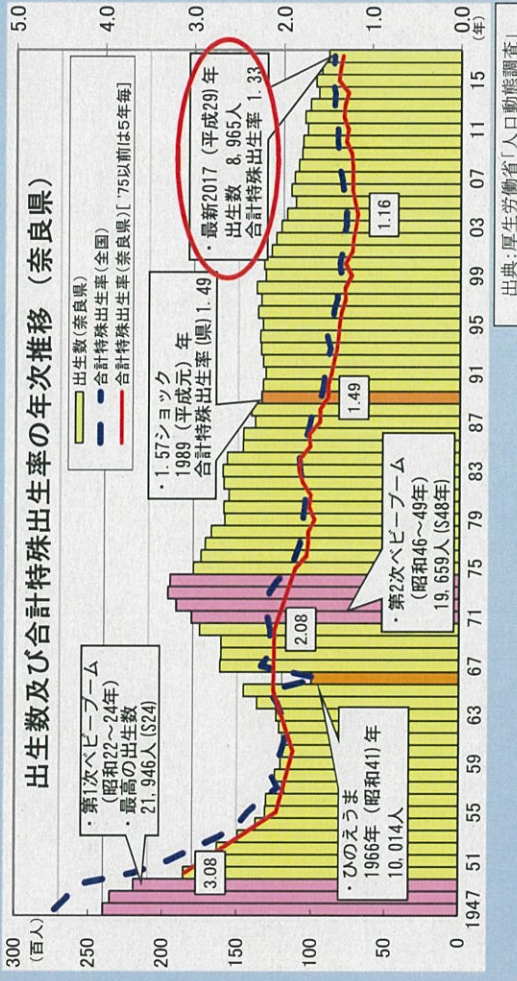 出生数及び合計特殊出生率の年次推移（奈良県）
300
(百人)
250
200
150
100
50
0
5.0
4.0
3.0
2.0
1.0
0.0
(年)
出生数(奈良県)
合計特殊出生率(全国)
合計特殊出生率(奈良県)[ '75以前は5年毎]
・第1次ベビーブーム
(昭和22～24年)
・最高の出生数
21,946人(S24)
・1.57ショック
1989（平成元）年
合計特殊出生率(県)1.49
・最新2017（平成29）年
出生数 8,965人
合計特殊出生率 1.33
3.08
2.08
1.49
1.16
・ひのえうま
1966年（昭和41）年
10,014人
・第2次ベビーブーム
(昭和46～49年)
19,659人(S48年)
1947
51
55
59
63
67
71
75
79
83
87
91
95
99
03
07
11
15
出典:厚生労働省「人口動態調査」